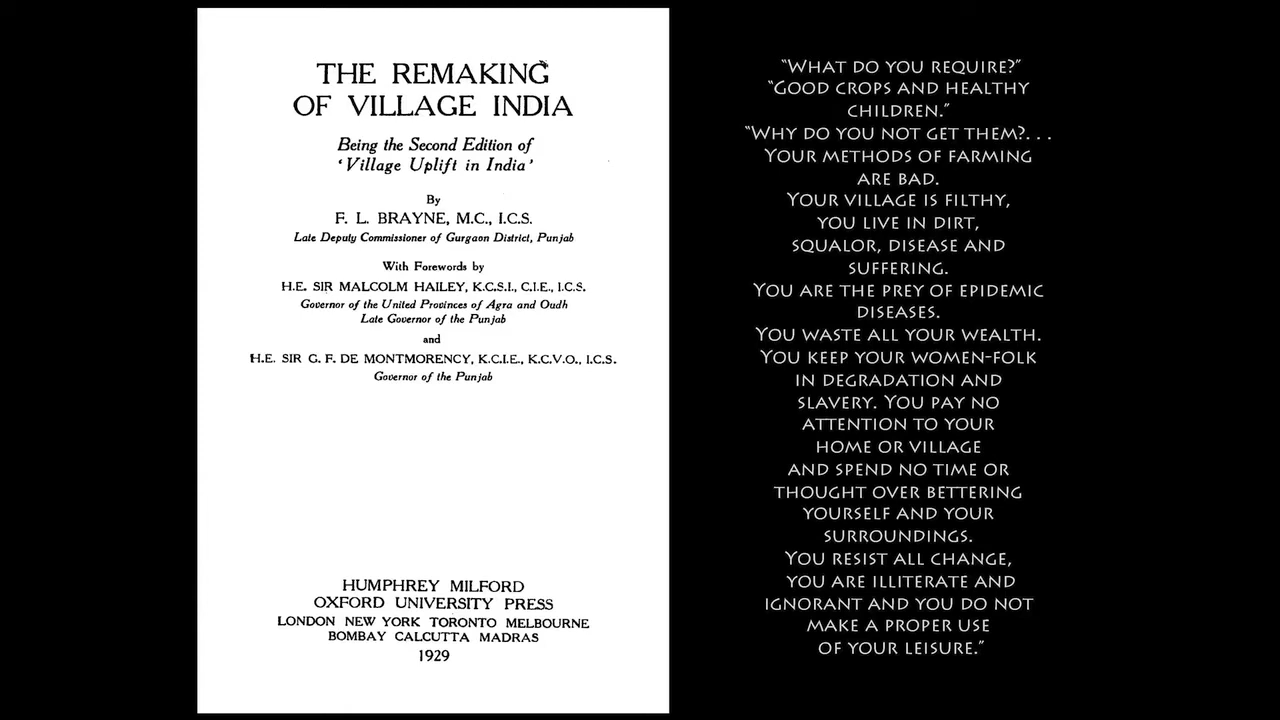 THE REMAKING
OF VILLAGE INDIA
Being the Second Edition of
‘Village Uplift in India’
By
F. L. BRAYNE, M.C., I.C.S.
Late Deputy Commissioner of Gurgaon District, Punjab
With Forewords by
H.E. SIR MALCOLM HAILEY, K.C.S.I., C.I.E., I.C.S.
Governor of the United Provinces of Agra and Oudh
Late Governor of the Punjab
and
H.E. SIR G. F. DE MONTMORENCY, K.C.I.E., K.C.V.O., I.C.S.
Governor of the Punjab
HUMPHREY MILFORD
OXFORD UNIVERSITY PRESS
LONDON NEW YORK TORONTO MELBOURNE
BOMBAY CALCUTTA MADRAS
1929
“WHAT DO YOU REQUIRE?”
“GOOD CROPS AND HEALTHY
CHILDREN.”
“WHY DO YOU NOT GET THEM?. . .
YOUR METHODS OF FARMING
ARE BAD.
YOUR VILLAGE IS FILTHY,
YOU LIVE IN DIRT,
SQUALOR, DISEASE AND
SUFFERING.
YOU ARE THE PREY OF EPIDEMIC
DISEASES.
YOU WASTE ALL YOUR WEALTH.
YOU KEEP YOUR WOMEN-FOLK
IN DEGRADATION AND
SLAVERY. YOU PAY NO
ATTENTION TO YOUR
HOME OR VILLAGE
AND SPEND NO TIME OR
THOUGHT OVER BETTERING
YOURSELF AND YOUR
SURROUNDINGS.
YOU RESIST ALL CHANGE,
YOU ARE ILLITERATE AND
IGNORANT AND YOU DO NOT
MAKE A PROPER USE
OF YOUR LEISURE.”